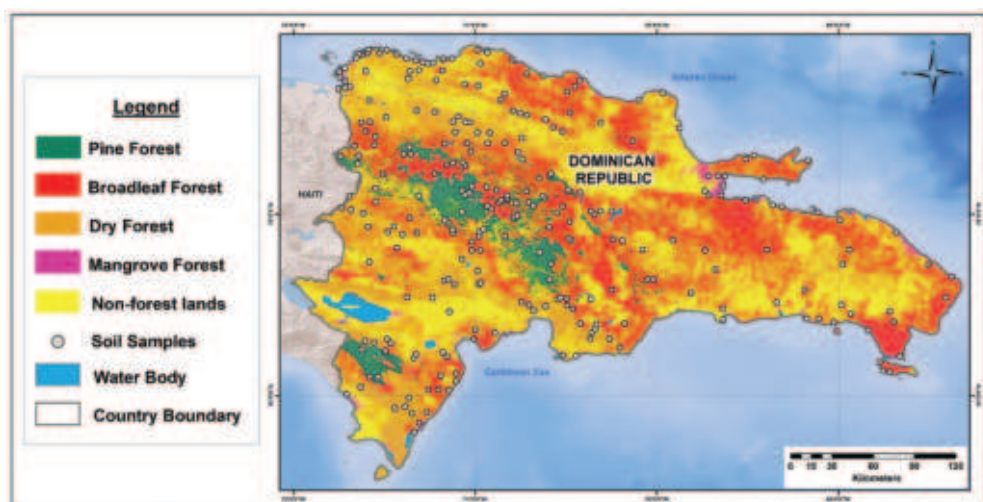 Legend
Pine Forest
Broadleaf Forest
Dry Forest
Mangrove Forest
Non-forest lands
Soil Samples
Water Body
Country Boundary
HAITI
DOMINICAN
REPUBLIC
Caribbean Sea
Kilometers